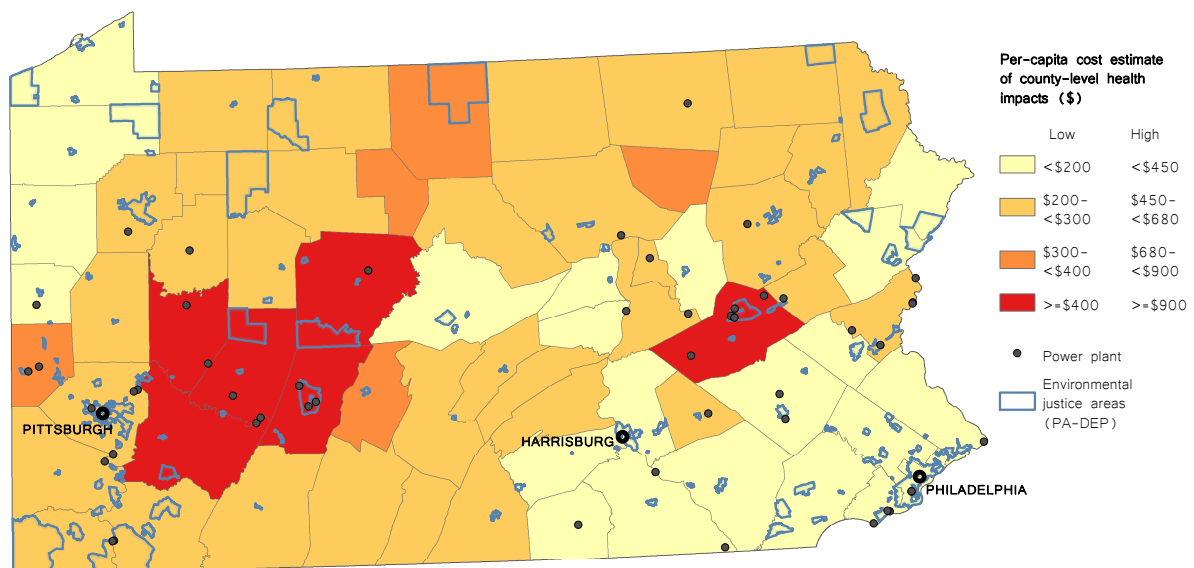 Per-capita cost estimate
of county-level health
impacts ($)
Low High
<$200 <$450
$200- $450-
<$300 <$680
$300- $680-
<$400 <$900
>=$400 >=$900
Power plant
Environmental
justice areas
(PA-DEP)
PITTSBURGH
HARRISBURG
PHILADELPHIA